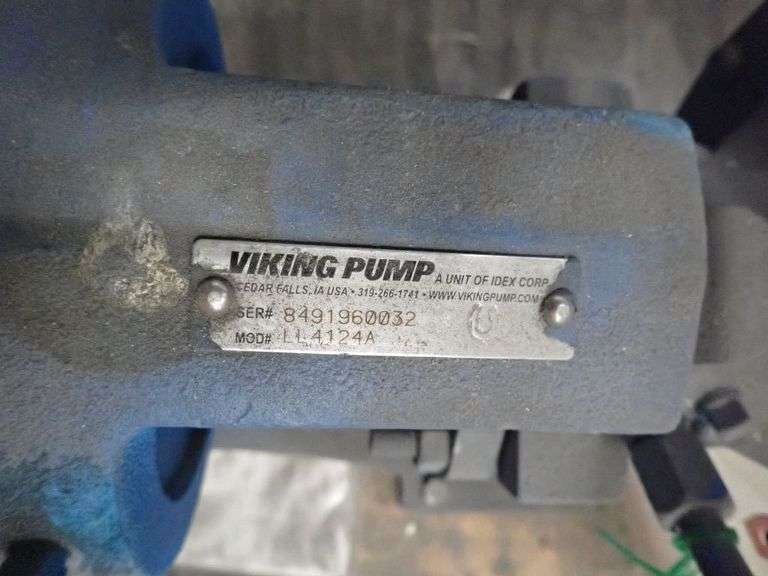 VIKING PUMP A UNIT OF IDEX CORP.
CEDAR FALLS, IA USA • 319-266-1741 • WWW.VIKINGPUMP.COM
SER# 8491960032 U
MOD# LL4124A